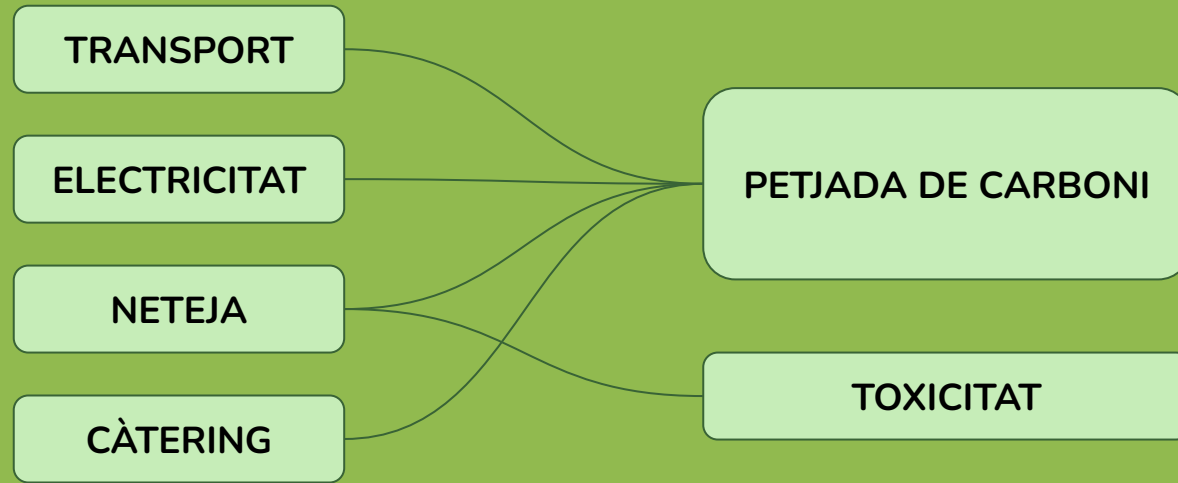 TRANSPORT
ELECTRICITAT
NETEJA
CÀTERING
PETJADA DE CARBONI
TOXICITAT